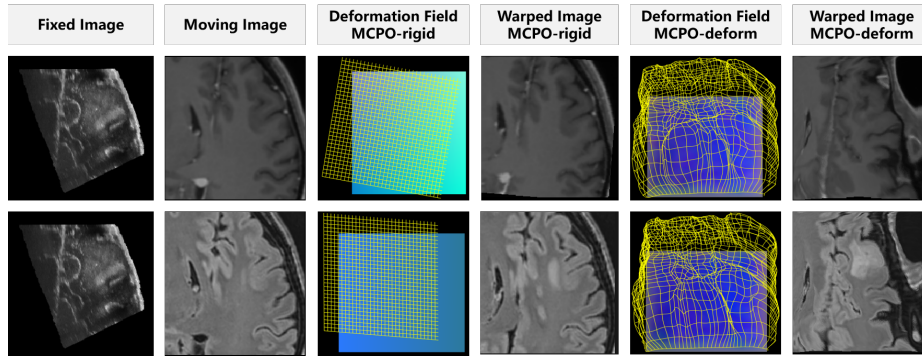 Fixed Image
Moving Image
Deformation Field
MCPO-rigid
Warped Image
MCPO-rigid
Deformation Field
MCPO-deform
Warped Image
MCPO-deform